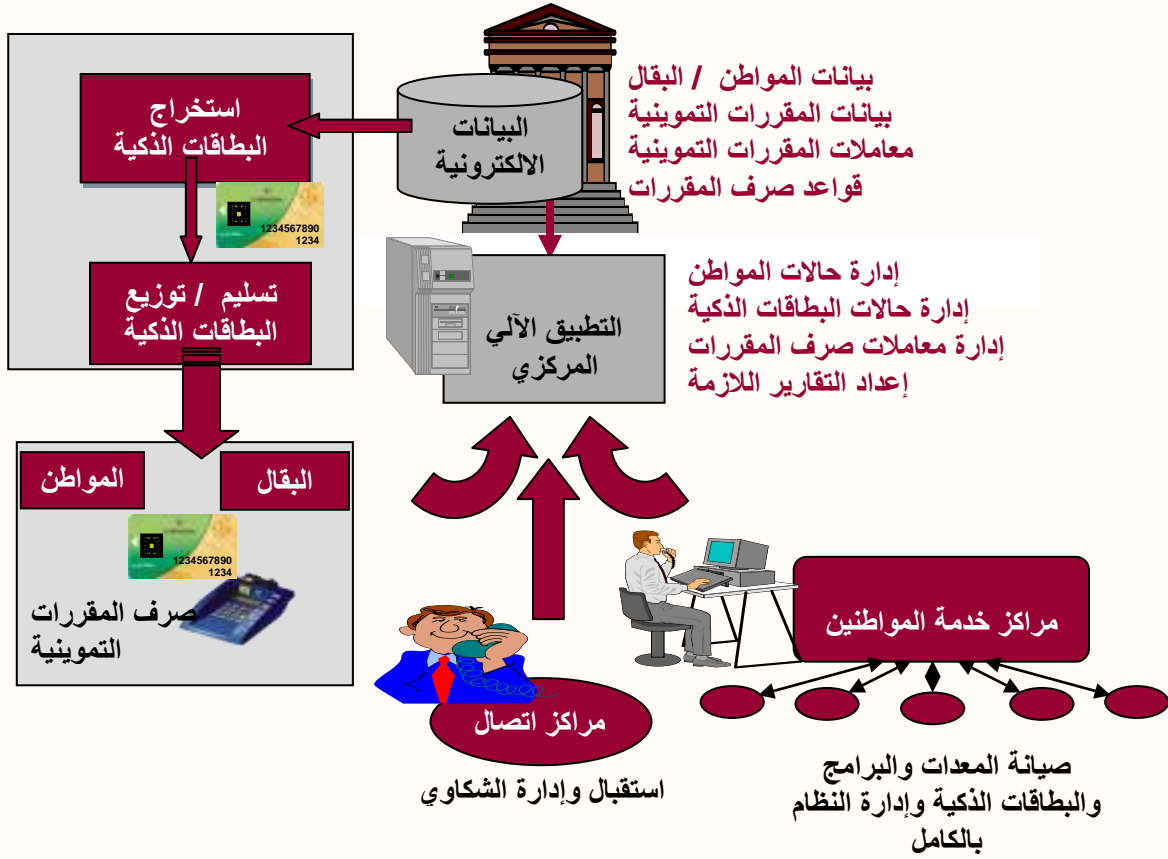 بيانات المواطن / البقال
بيانات المقررات التموينية
معاملات المقررات التموينية
قواعد صرف المقررات
البيانات
الالكترونية
استخراج
البطاقات الذكية
1234567890
1234
تسليم / توزيع
البطاقات الذكية
التطبيق الآلي
المركزي
إدارة حالات المواطن
إدارة حالات البطاقات الذكية
إدارة معاملات صرف المقررات
إعداد التقارير اللازمة
البقال
المواطن
1234567890
1234
صرف المقررات
التموينية
مراكز خدمة المواطنين
مراكز اتصال
استقبال وإدارة الشكاوي
صيانة المعدات والبرامج
والبطاقات الذكية وإدارة النظام
بالكامل